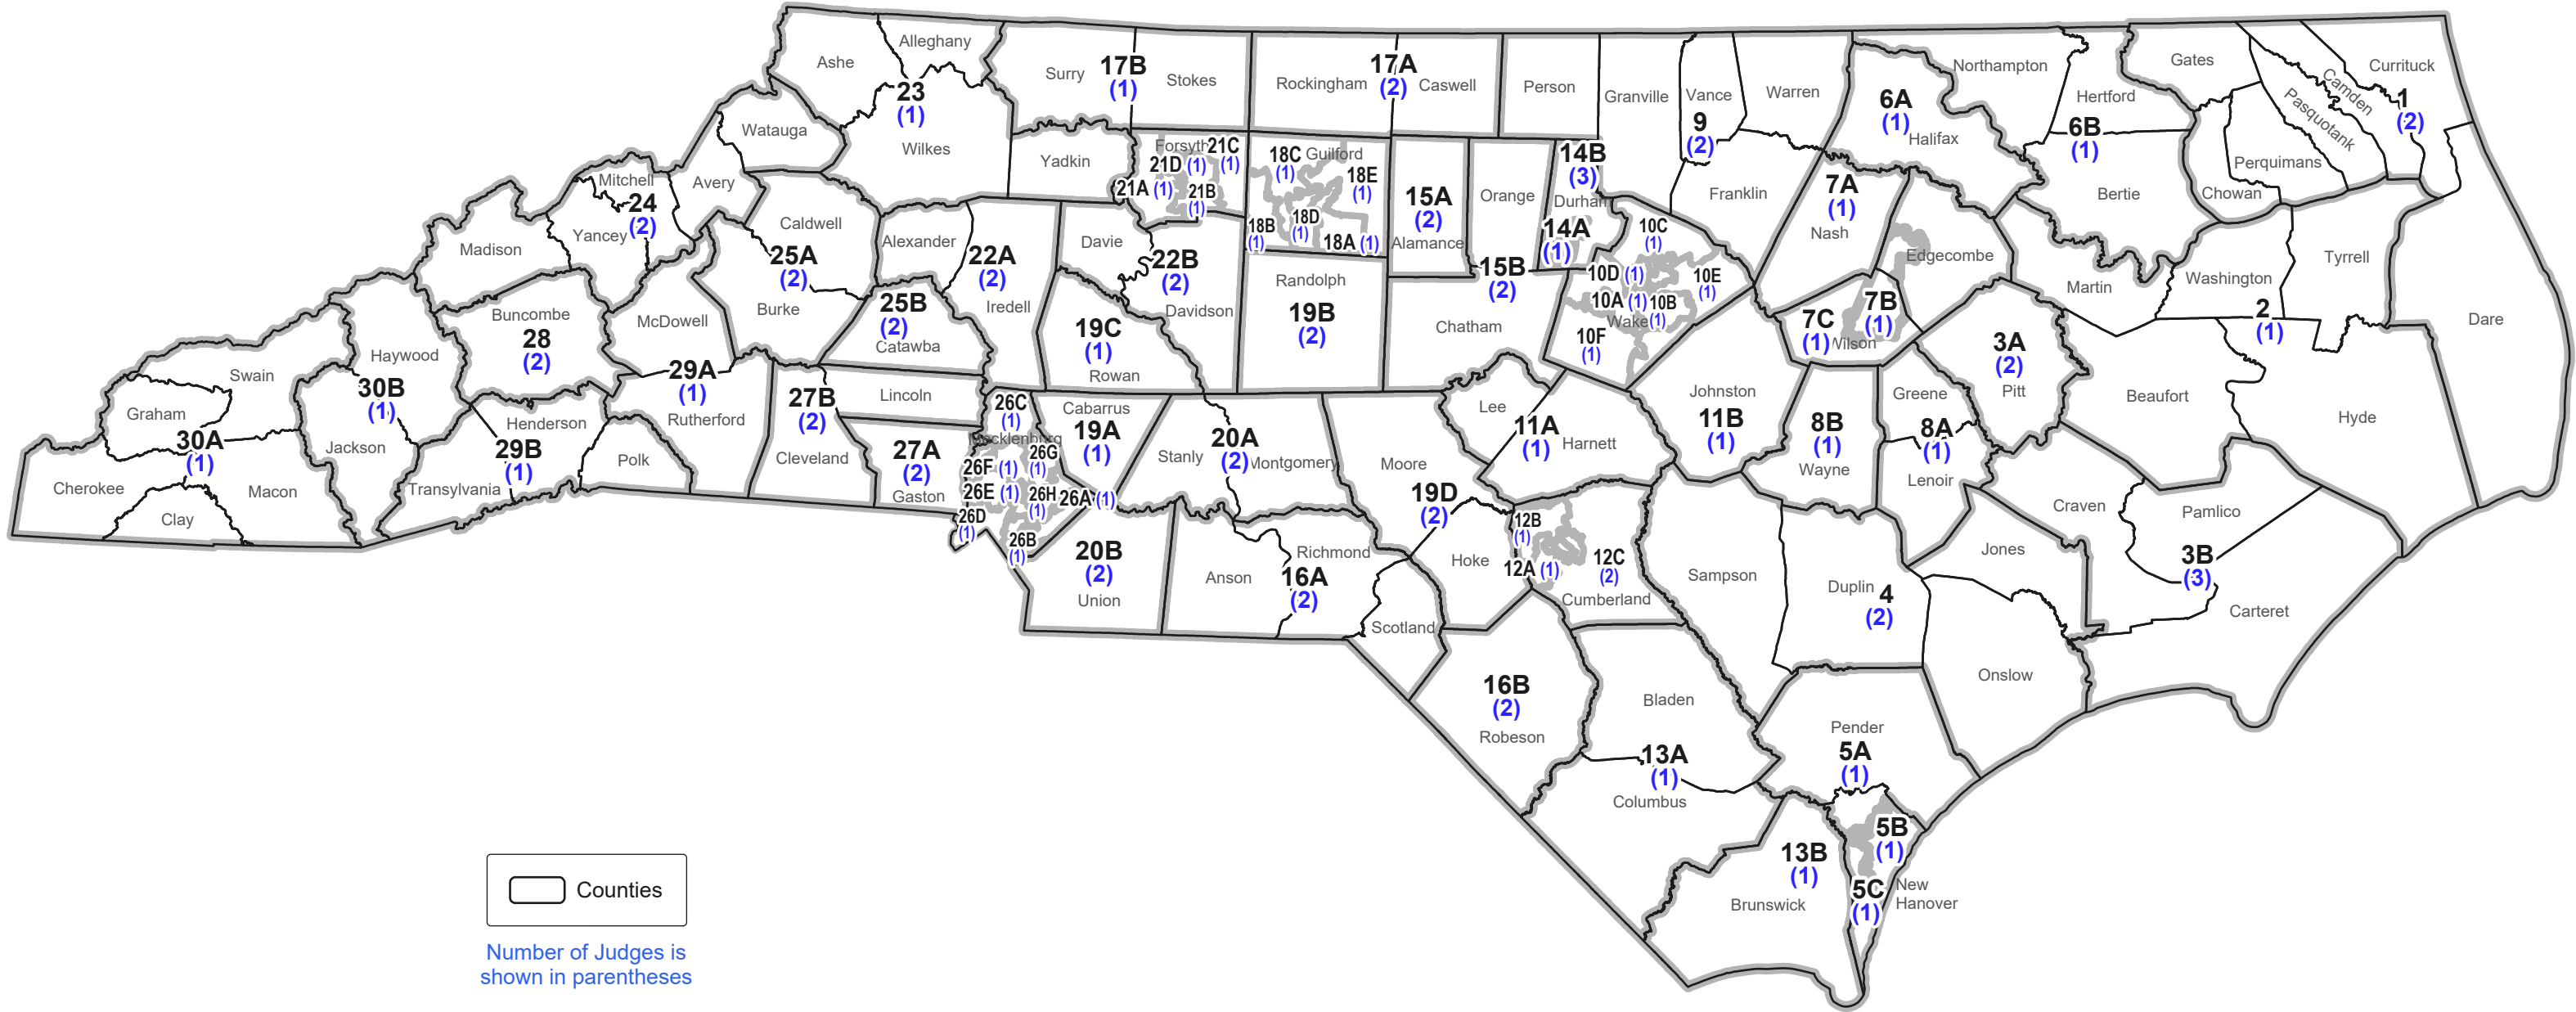 Ashe
Alleghany
23
(1)
Wilkes
Watauga
Surry
17B
(1)
Stokes
Rockingham
17A
(2)
Caswell
Person
Granville
Vance
9
(2)
Warren
Franklin
6A
(1)
Halifax
Northampton
Hertford
6B
(1)
Bertie
Gates
Camden
Pasquotank
Currituck
1
(2)
Perquimans
Chowan
Yadkin
Forsyth
21C
(1)
21D
(1)
21A
(1)
21B
(1)
18C
(1)
Guilford
18E
(1)
18B
(1)
18D
(1)
18A
(1)
15A
(2)
Alamance
Orange
15B
(2)
Chatham
14B
(3)
Durham
14A
(1)
10C
(1)
10D
(1)
10E
(1)
10A
(1)
10B
(1)
Wake
10F
(1)
7A
(1)
Nash
Edgecombe
7B
(1)
7C
(1)
Wilson
Martin
Washington
Tyrrell
2
(1)
Dare
Beaufort
Hyde
3A
(2)
Pitt
Mitchell
24
(2)
Yancey
Avery
Madison
Caldwell
25A
(2)
Burke
Alexander
22A
(2)
Iredell
25B
(2)
Catawba
Davie
22B
(2)
Davidson
19C
(1)
Rowan
Randolph
19B
(2)
Buncombe
28
(2)
McDowell
29A
(1)
Rutherford
Haywood
30B
(1)
Jackson
Swain
Graham
30A
(1)
Cherokee
Clay
Macon
Henderson
29B
(1)
Transylvania
Polk
27B
(2)
Cleveland
Lincoln
27A
(2)
Gaston
26C
(1)
Mecklenburg
26G
(1)
26F
(1)
26E
(1)
26H
(1)
26A
(1)
26D
(1)
26B
(1)
Cabarrus
19A
(1)
Stanly
20A
(2)
Montgomery
20B
(2)
Union
Anson
Richmond
16A
(2)
Scotland
Moore
19D
(2)
Hoke
Lee
11A
(1)
Harnett
Johnston
11B
(1)
8B
(1)
Wayne
Greene
8A
(1)
Lenoir
Craven
Pamlico
3B
(3)
Carteret
Jones
12B
(1)
12A
(1)
12C
(2)
Cumberland
Sampson
Duplin
4
(2)
Onslow
16B
(2)
Robeson
Bladen
13A
(1)
Columbus
Pender
5A
(1)
5B
(1)
5C
(1)
New
Hanover
13B
(1)
Brunswick
Counties
Number of Judges is
shown in parentheses